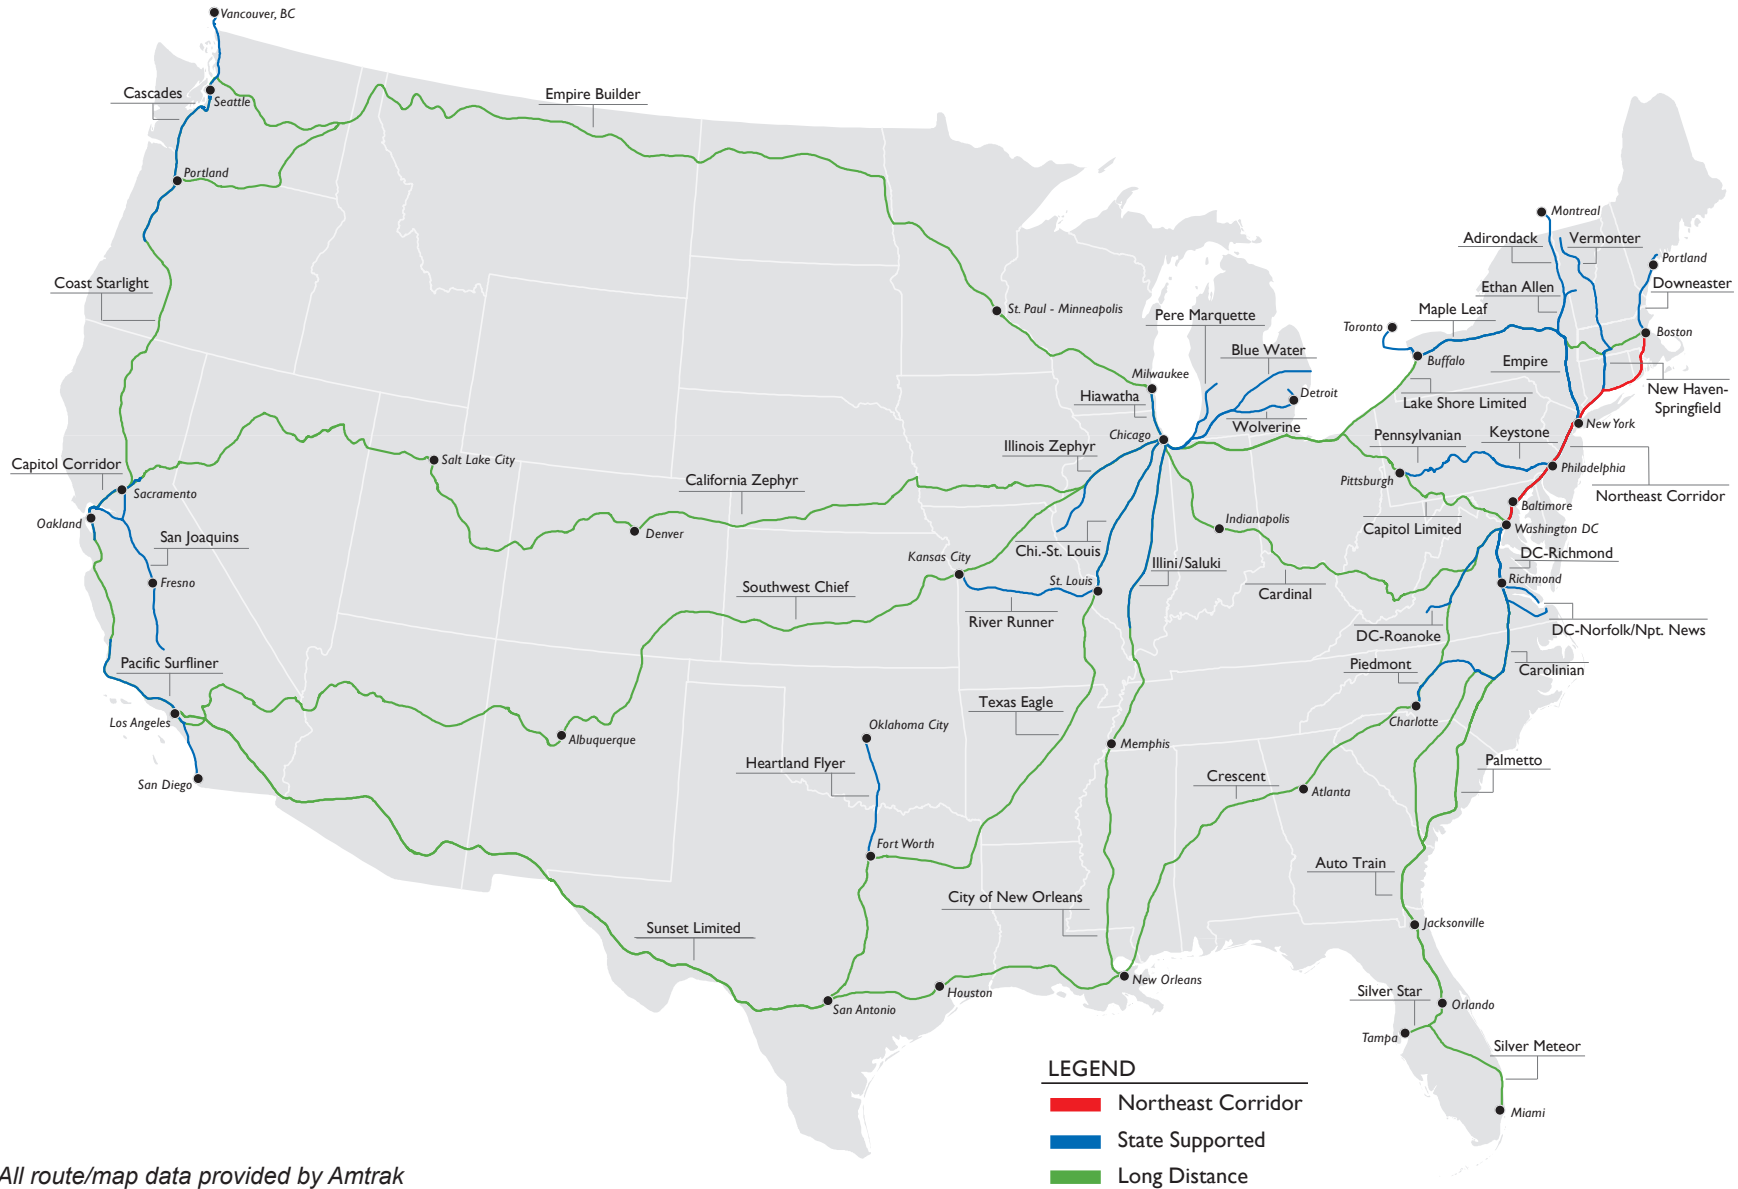 Vancouver, BC
Cascades
Seattle
Empire Builder
Portland
Montreal
Adirondack
Vermonter
Portland
Coast Starlight
Ethan Allen
Downeaster
St. Paul - Minneapolis
Pere Marquette
Maple Leaf
Toronto
Boston
Blue Water
Buffalo
Empire
Milwaukee
Hiawatha
Detroit
New Haven-
Springfield
Lake Shore Limited
Wolverine
New York
Chicago
Pennsylvanian
Keystone
Illinois Zephyr
Salt Lake City
Capitol Corridor
Philadelphia
Pittsburgh
California Zephyr
Sacramento
Northeast Corridor
Baltimore
Oakland
Indianapolis
Capitol Limited
Washington DC
Denver
San Joaquins
Chi.-St. Louis
DC-Richmond
Kansas City
Illini/Saluki
Fresno
St. Louis
Richmond
Southwest Chief
Cardinal
River Runner
DC-Roanoke
DC-Norfolk/Npt. News
Pacific Surfliner
Piedmont
Carolinian
Texas Eagle
Los Angeles
Oklahoma City
Charlotte
Albuquerque
Memphis
Heartland Flyer
Palmetto
San Diego
Crescent
Atlanta
Fort Worth
Auto Train
City of New Orleans
Jacksonville
Sunset Limited
New Orleans
Houston
Silver Star
San Antonio
Orlando
Tampa
Silver Meteor
LEGEND
Northeast Corridor
Miami
State Supported
Long Distance
All route/map data provided by Amtrak